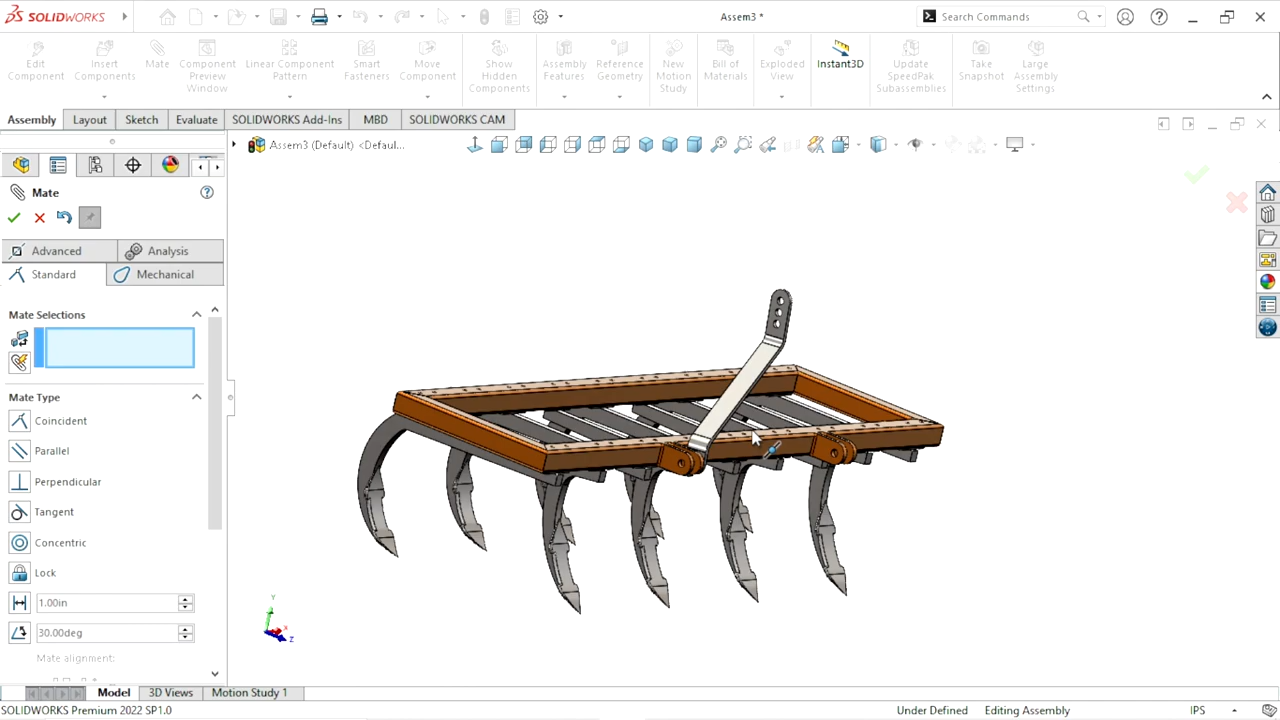 SOLIDWORKS
Assem3 *
Search Commands
Edit Component
Insert Components
Mate
Component Preview Window
Linear Component Pattern
Smart Fasteners
Move Component
Show Hidden Components
Assembly Features
Reference Geometry
New Motion Study
Bill of Materials
Exploded View
Instant3D
Update SpeedPak Subassemblies
Take Snapshot
Large Assembly Settings
Assembly
Layout
Sketch
Evaluate
SOLIDWORKS Add-Ins
MBD
SOLIDWORKS CAM
Assem3 (Default) <Defaul...
Mate
Advanced
Analysis
Standard
Mechanical
Mate Selections
Mate Type
Coincident
Parallel
Perpendicular
Tangent
Concentric
Lock
1.00in
30.00deg
Mate alignment:
Y
X
Z
Model
3D Views
Motion Study 1
SOLIDWORKS Premium 2022 SP1.0
Under Defined
Editing Assembly
IPS